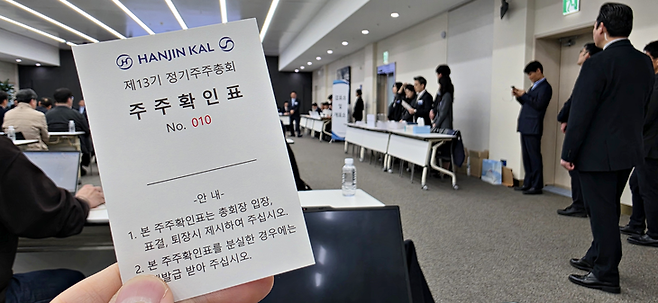 HANJIN KAL
제13기 정기주주총회
주주확인표
No. 010
-안 내-
1. 본 주주확인표는 총회장 입장,
표결, 퇴장시 제시하여 주십시오.
2. 본 주주확인표를 분실한 경우에는
발급 받아 주십시오.